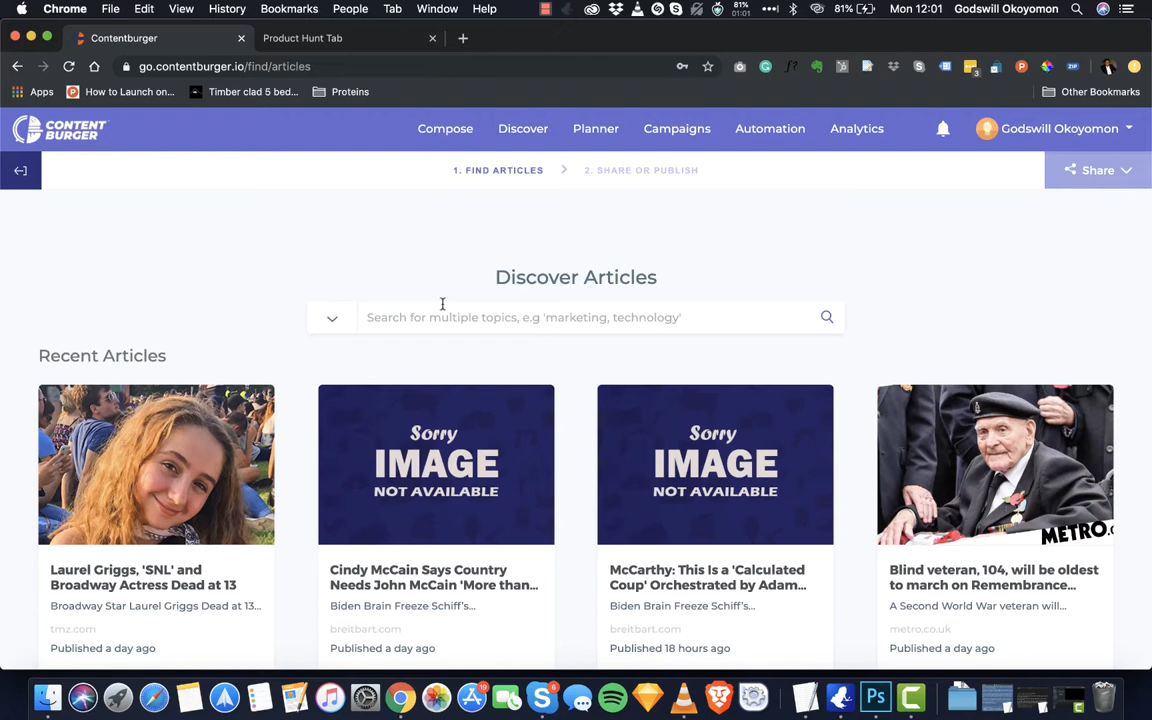 Chrome File Edit View History Bookmarks People Tab Window Help 81% 01:01 81% Mon 12:01 Godswill Okoyomon
Contentburger Product Hunt Tab
go.contentburger.io/find/articles
Apps How to Launch on... Timber clad 5 bed... Proteins Other Bookmarks
CONTENT BURGER Compose Discover Planner Campaigns Automation Analytics Godswill Okoyomon
1. FIND ARTICLES 2. SHARE OR PUBLISH Share
Discover Articles
Search for multiple topics, e.g 'marketing, technology'
Recent Articles
Sorry
IMAGE
NOT AVAILABLE
Sorry
IMAGE
NOT AVAILABLE
METRO.c
Laurel Griggs, 'SNL' and
Broadway Actress Dead at 13
Broadway Star Laurel Griggs Dead at 13...
tmz.com
Published a day ago
Cindy McCain Says Country
Needs John McCain 'More than...
Biden Brain Freeze Schiff's...
breitbart.com
Published a day ago
McCarthy: This Is a 'Calculated
Coup' Orchestrated by Adam...
Biden Brain Freeze Schiff's...
breitbart.com
Published 18 hours ago
Blind veteran, 104, will be oldest
to march on Remembrance...
A Second World War veteran will...
metro.co.uk
Published a day ago
19
6
Ps